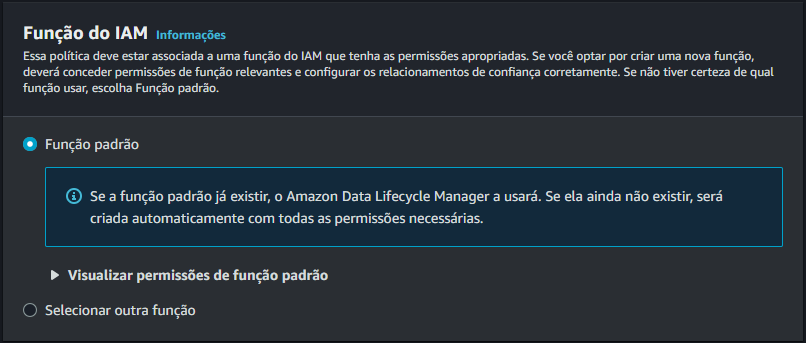 Função do IAM Informações
Essa política deve estar associada a uma função do IAM que tenha as permissões apropriadas. Se você optar por criar uma nova função,
deverá conceder permissões de função relevantes e configurar os relacionamentos de confiança corretamente. Se não tiver certeza de qual
função usar, escolha Função padrão.
Função padrão
Se a função padrão já existir, o Amazon Data Lifecycle Manager a usará. Se ela ainda não existir, será
criada automaticamente com todas as permissões necessárias.
Visualizar permissões de função padrão
Selecionar outra função